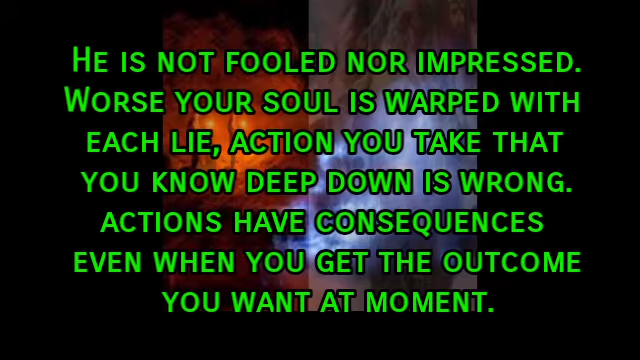 He is not fooled nor impressed.
Worse your soul is warped with
each lie, action you take that
you know deep down is wrong.
actions have consequences
even when you get the outcome
you want at moment.